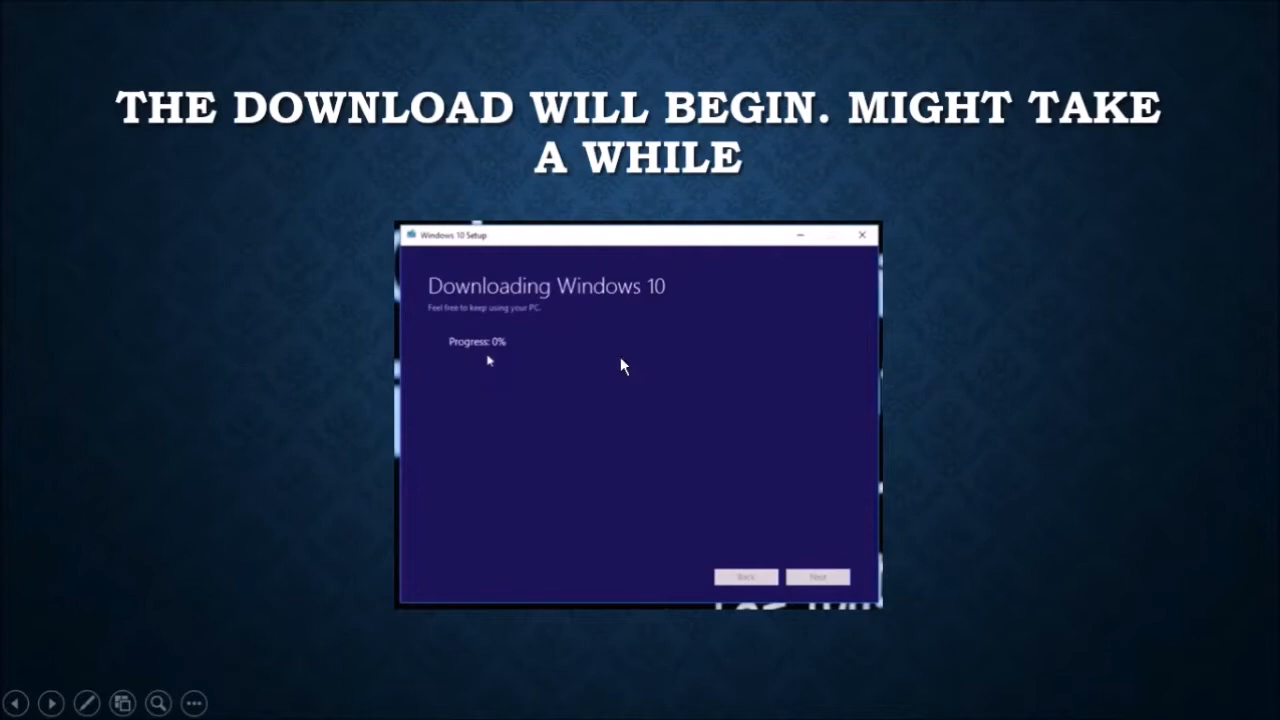 THE DOWNLOAD WILL BEGIN. MIGHT TAKE
A WHILE
Windows 10 Setup
Downloading Windows 10
Feel free to keep using your PC.
Progress: 0%
Back
Next